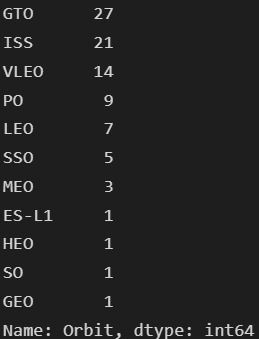 GTO 27
ISS 21
VLEO 14
PO 9
LEO 7
SSO 5
MEO 3
ES-L1 1
HEO 1
SO 1
GEO 1
Name: Orbit, dtype: int64